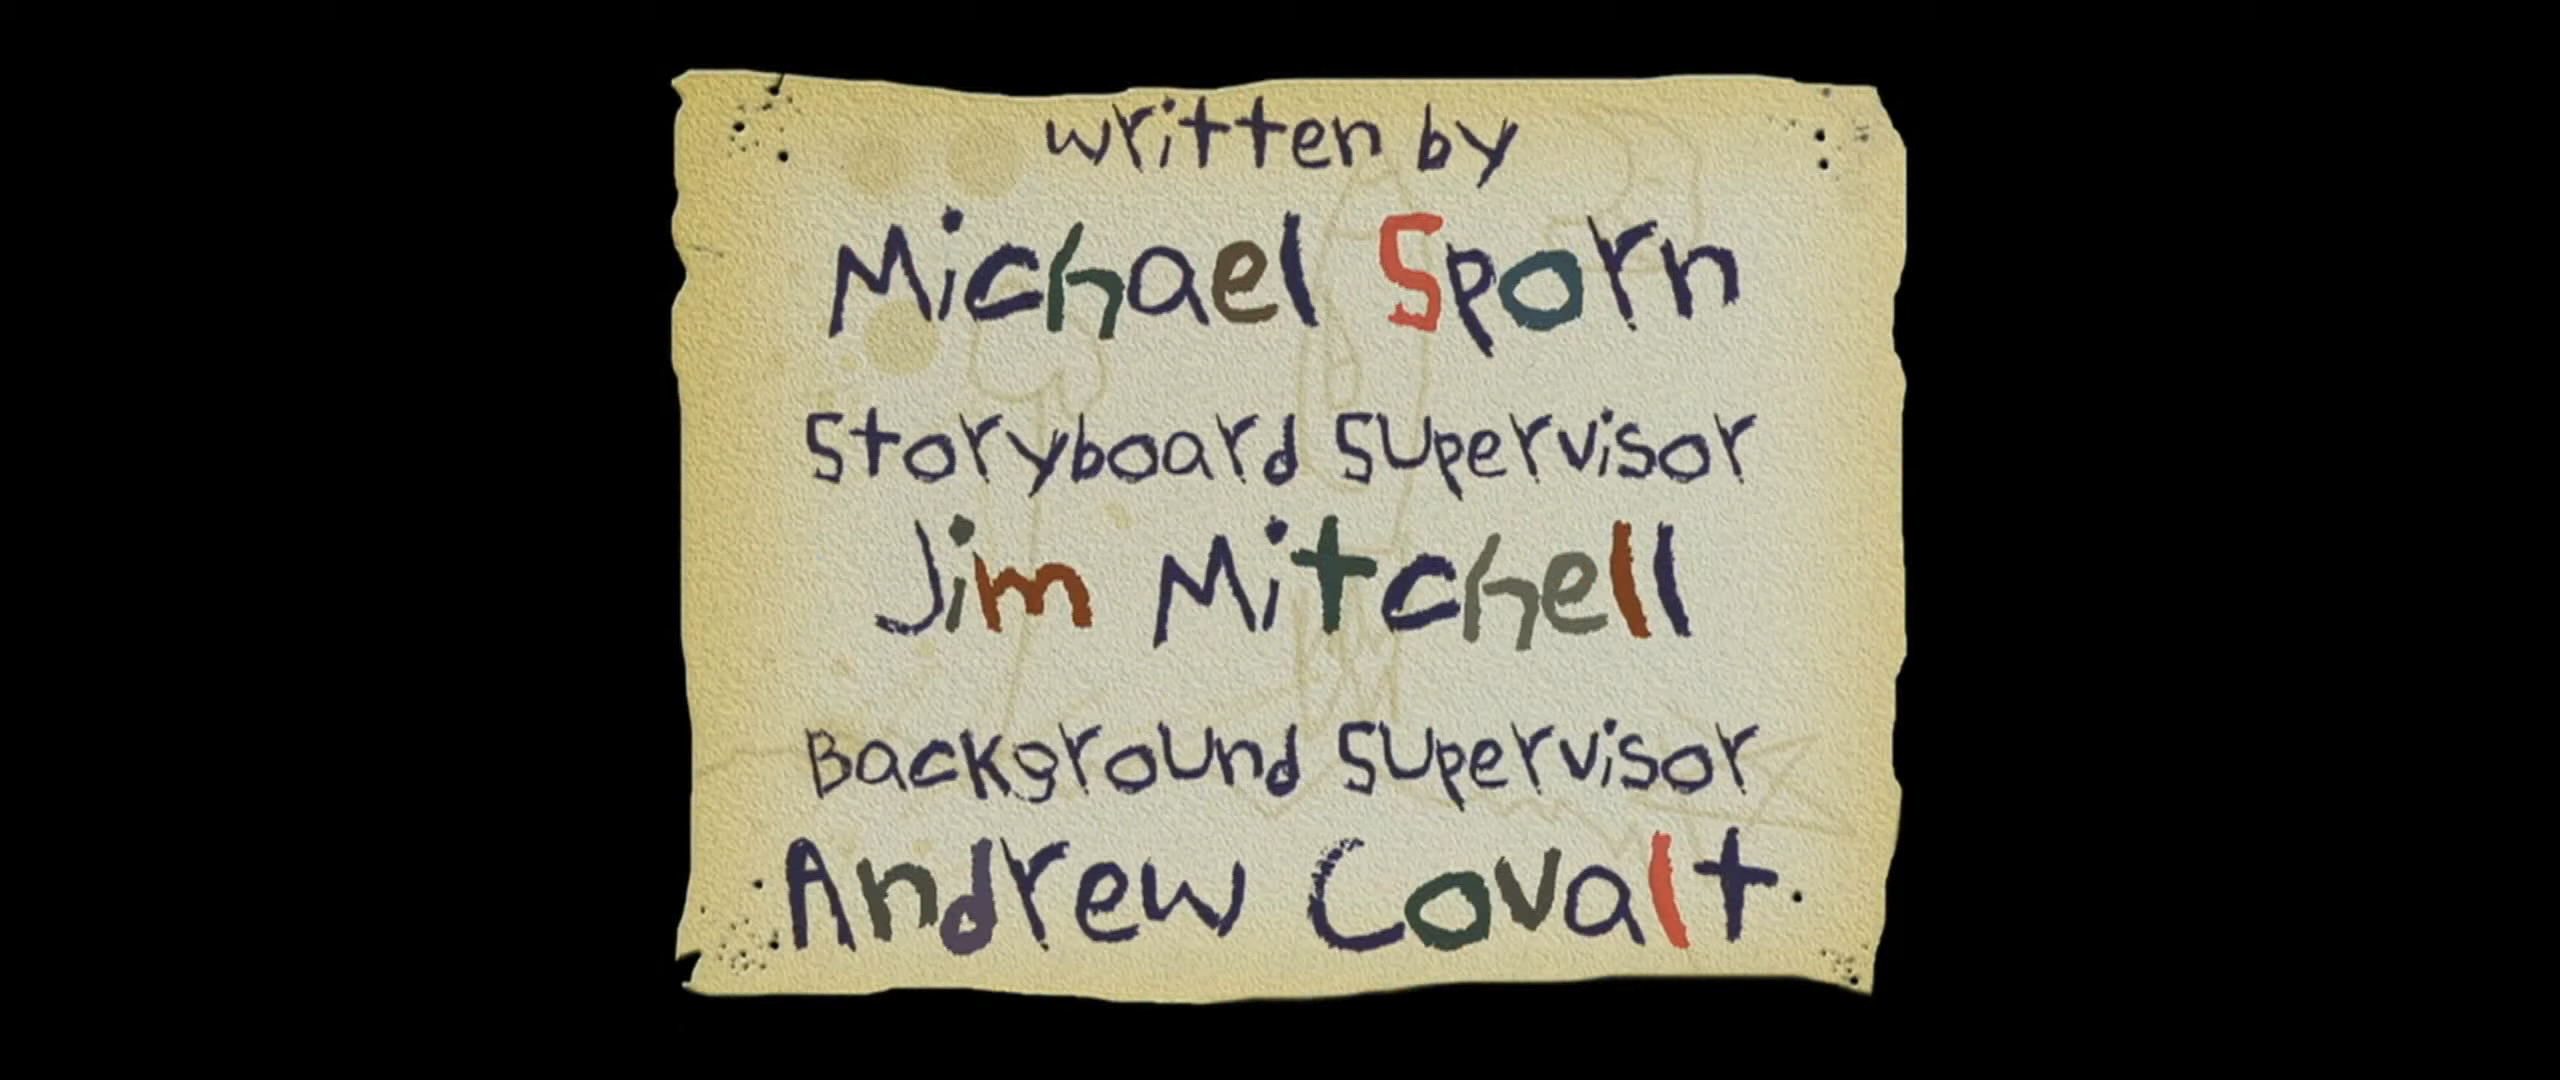 written by
Michael Sporn
Storyboard Supervisor
Jim Mitchell
Background Supervisor
Andrew Covalt